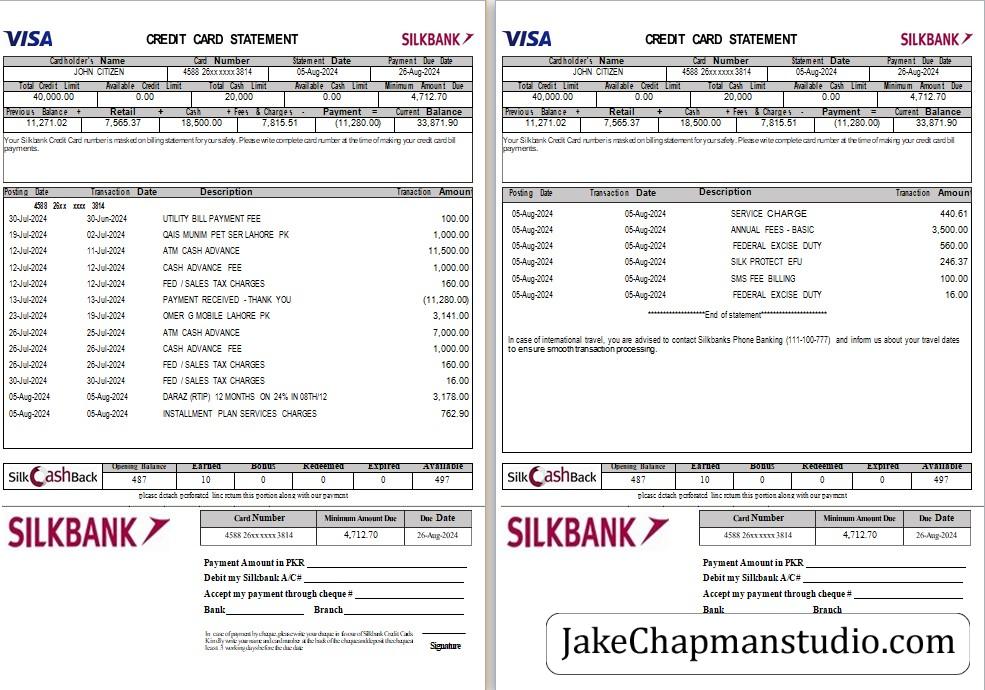 VISA CREDIT CARD STATEMENT SILKBANK
Cardholder's Name Card Number Statement Date Payment Due Date
JOHN CITIZEN 4588 26xx xxxx 3814 05-Aug-2024 26-Aug-2024
Total Credit Limit Available Credit Limit Total Cash Limit Available Cash Limit Minimum Amount Due
40,000.00 0.00 20,000 0.00 4,712.70
Previous Balance + Retail + Cash + Fees & Charges - Payment = Current Balance
11,271.02 7,565.37 18,500.00 7,815.51 (11,280.00) 33,871.90
Your Silkbank Credit Card number is masked on billing statement for your safety. Please write complete card number at the time of making your credit card bill
payments.
Posting Date Transaction Date Description Tranaction Amoun
4588 26xx xxxx 3814
30-Jul-2024 30-Jun-2024 UTILITY BILL PAYMENT FEE 100.00
19-Jul-2024 02-Jul-2024 QAIS MUNIM PET SER LAHORE PK 1,000.00
12-Jul-2024 11-Jul-2024 ATM CASH ADVANCE 11,500.00
12-Jul-2024 12-Jul-2024 CASH ADVANCE FEE 1,000.00
12-Jul-2024 12-Jul-2024 FED / SALES TAX CHARGES 160.00
13-Jul-2024 13-Jul-2024 PAYMENT RECEIVED - THANK YOU (11,280.00)
23-Jul-2024 19-Jul-2024 OMER G MOBILE LAHORE PK 3,141.00
26-Jul-2024 25-Jul-2024 ATM CASH ADVANCE 7,000.00
26-Jul-2024 26-Jul-2024 CASH ADVANCE FEE 1,000.00
26-Jul-2024 26-Jul-2024 FED / SALES TAX CHARGES 160.00
30-Jul-2024 30-Jul-2024 FED / SALES TAX CHARGES 16.00
05-Aug-2024 05-Aug-2024 DARAZ (RTIP) 12 MONTHS ON 24% IN 08TH/12 3,178.00
05-Aug-2024 05-Aug-2024 INSTALLMENT PLAN SERVICES CHARGES 762.90
Silk CashBack Opening Balance Earned Bonus Redeemed Expired Available
487 10 0 0 0 497
please detach perforated line return this portion along with our payment
SILKBANK Card Number Minimum Amount Due Due Date
4588 26xx xxxx 3814 4,712.70 26-Aug-2024
Payment Amount in PKR
Debit my Silkbank A/C#
Accept my payment through cheque #
Bank Branch
In case of payment by cheque, please write your cheque in favour of Silkbank Credit Cards.
Kindly write your name and card number at the back of the cheque and deposit the cheque at
least 3 working days before the due date
Signature
VISA CREDIT CARD STATEMENT SILKBANK
Cardholder's Name Card Number Statement Date Payment Due Date
JOHN CITIZEN 4588 26xx xxxx 3814 05-Aug-2024 26-Aug-2024
Total Credit Limit Available Credit Limit Total Cash Limit Available Cash Limit Minimum Amount Due
40,000.00 0.00 20,000 0.00 4,712.70
Previous Balance + Retail + Cash + Fees & Charges - Payment = Current Balance
11,271.02 7,565.37 18,500.00 7,815.51 (11,280.00) 33,871.90
Your Silkbank Credit Card number is masked on billing statement for your safety. Please write complete card number at the time of making your credit card bill
payments.
Posting Date Transaction Date Description Tranaction Amoun
05-Aug-2024 05-Aug-2024 SERVICE CHARGE 440.61
05-Aug-2024 05-Aug-2024 ANNUAL FEES - BASIC 3,500.00
05-Aug-2024 05-Aug-2024 FEDERAL EXCISE DUTY 560.00
05-Aug-2024 05-Aug-2024 SILK PROTECT EFU 246.37
05-Aug-2024 05-Aug-2024 SMS FEE BILLING 100.00
05-Aug-2024 05-Aug-2024 FEDERAL EXCISE DUTY 16.00
*******************End of statement**********************
In case of international travel, you are advised to contact Silkbanks Phone Banking (111-100-777) and inform us about your travel dates
to ensure smooth transaction processing.
Silk CashBack Opening Balance Earned Bonus Redeemed Expired Available
487 10 0 0 0 497
please detach perforated line return this portion along with our payment
SILKBANK Card Number Minimum Amount Due Due Date
4588 26xx xxxx 3814 4,712.70 26-Aug-2024
Payment Amount in PKR
Debit my Silkbank A/C#
Accept my payment through cheque #
Bank Branch
JakeChapmanstudio.com